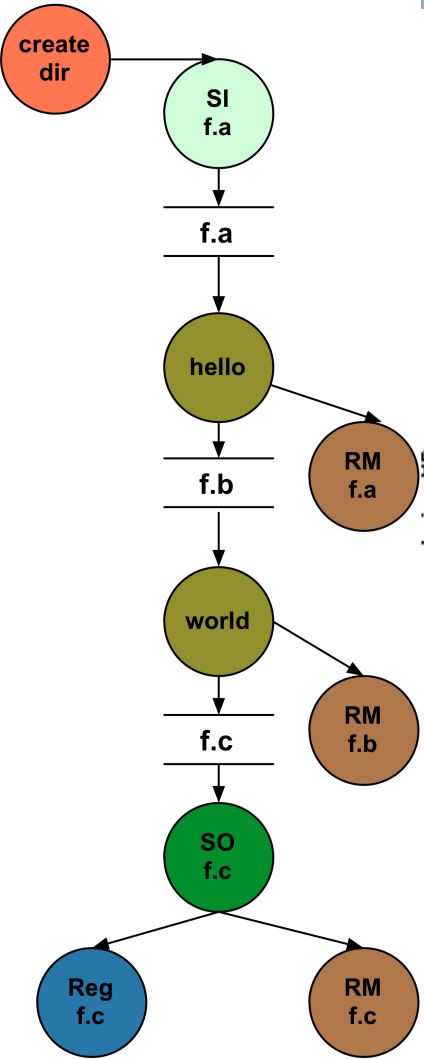 create
dir
SI
f.a
f.a
hello
RM
f.a
f.b
world
RM
f.b
f.c
SO
f.c
Reg
f.c
RM
f.c